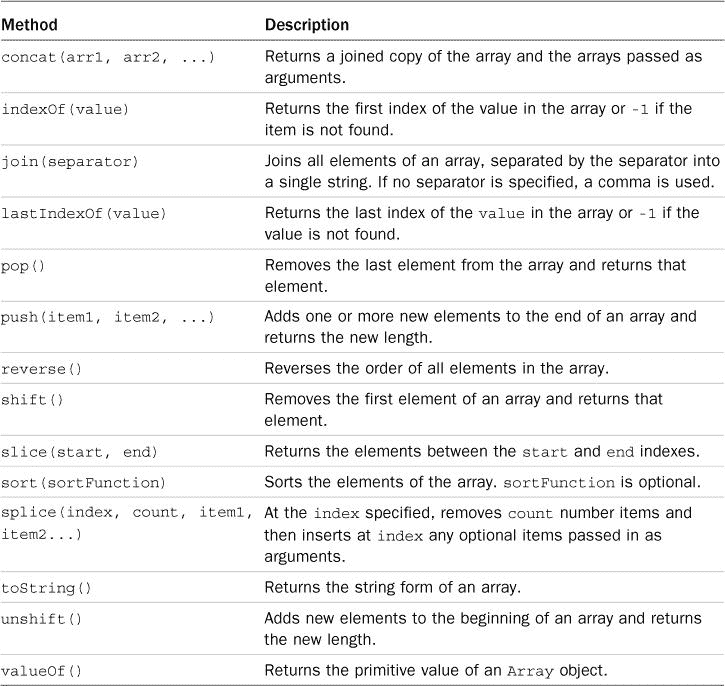 Method Description
concat(arr1, arr2, ...) Returns a joined copy of the array and the arrays passed as
arguments.
indexOf(value) Returns the first index of the value in the array or -1 if the
item is not found.
join(separator) Joins all elements of an array, separated by the separator into
a single string. If no separator is specified, a comma is used.
lastIndexOf(value) Returns the last index of the value in the array or -1 if the
value is not found.
pop() Removes the last element from the array and returns that
element.
push(item1, item2, ...) Adds one or more new elements to the end of an array and
returns the new length.
reverse() Reverses the order of all elements in the array.
shift() Removes the first element of an array and returns that
element.
slice(start, end) Returns the elements between the start and end indexes.
sort(sortFunction) Sorts the elements of the array. sortFunction is optional.
splice(index, count, item1, At the index specified, removes count number items and
item2...) then inserts at index any optional items passed in as
arguments.
toString() Returns the string form of an array.
unshift() Adds new elements to the beginning of an array and returns
the new length.
valueOf() Returns the primitive value of an Array object.